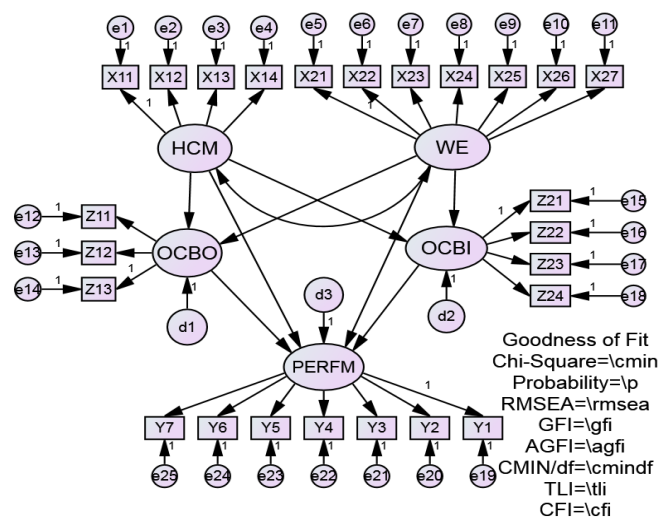 e1 e2 e3 e4 e5 e6 e7 e8 e9 e10 e11
1 1 1 1 1 1 1 1 1 1 1
X11 X12 X13 X14 X21 X22 X23 X24 X25 X26 X27
1 1
HCM WE
e12 1 Z11 Z21 1 e15
1
e13 1 Z12 OCBO OCBI Z22 1 e16
e14 1 Z13 1 Z23 1 e17
1 1 Z24 1 e18
d1 d3 d2
1
PERFM
1
Y7 Y6 Y5 Y4 Y3 Y2 Y1
1 1 1 1 1 1 1
e25 e24 e23 e22 e21 e20 e19
Goodness of Fit
Chi-Square=\cmin
Probability=\p
RMSEA=\rmsea
GFI=\gfi
AGFI=\agfi
CMIN/df=\cmindf
TLI=\tli
CFI=\cfi